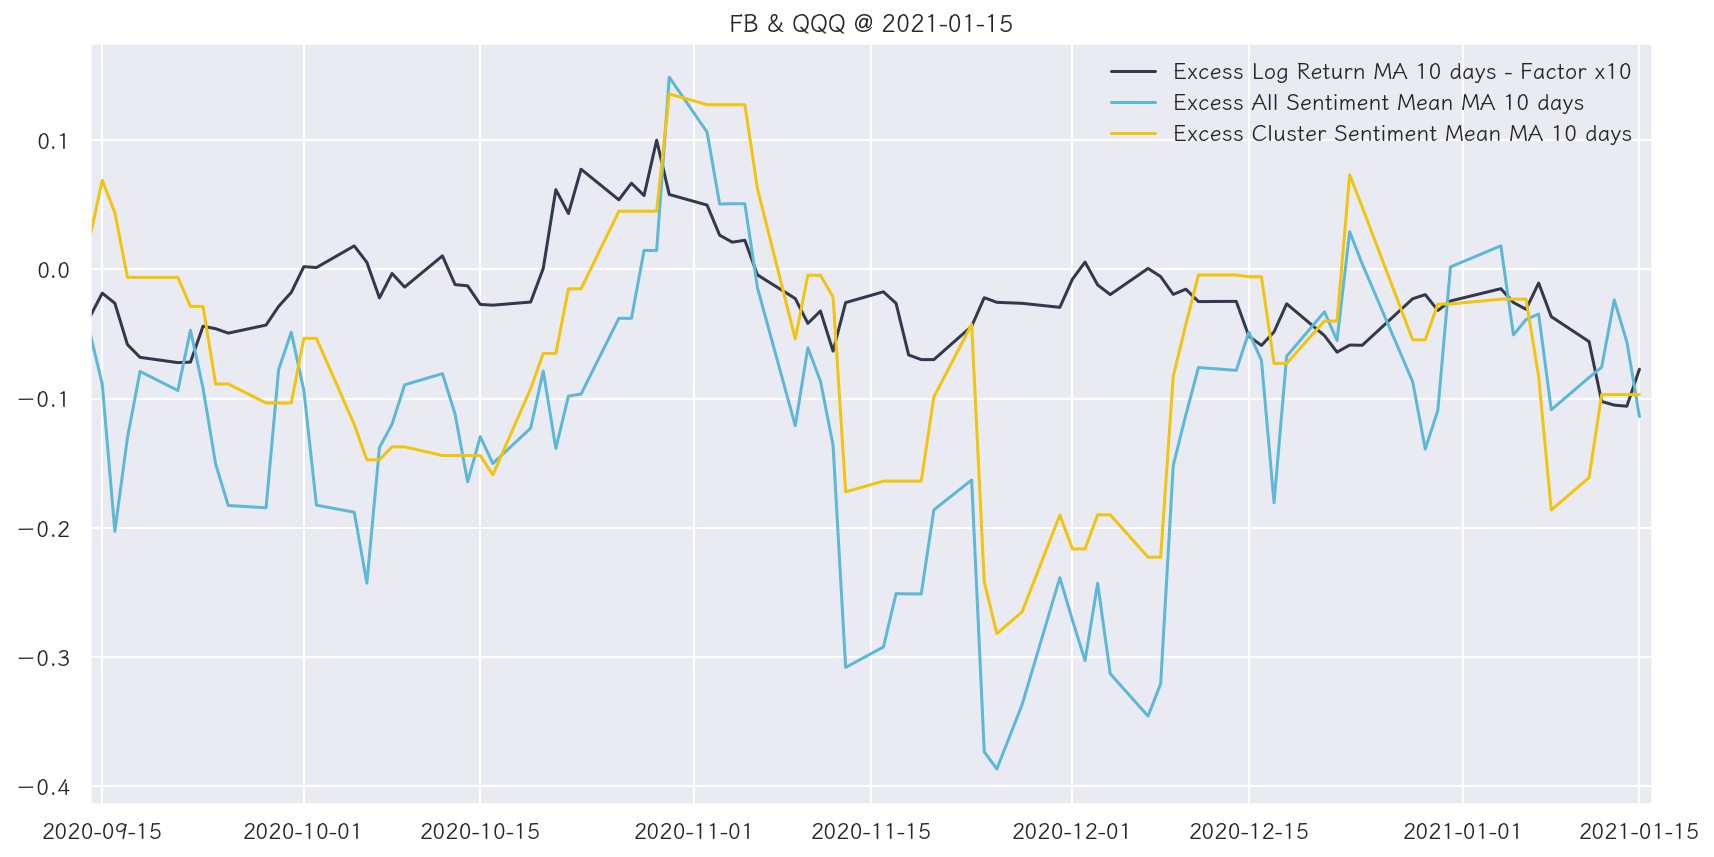 FB & QQQ @ 2021-01-15
Excess Log Return MA 10 days - Factor x10
Excess All Sentiment Mean MA 10 days
Excess Cluster Sentiment Mean MA 10 days
0.1
0.0
−0.1
−0.2
−0.3
−0.4
2020-09-15 2020-10-01 2020-10-15 2020-11-01 2020-11-15 2020-12-01 2020-12-15 2021-01-01 2021-01-15